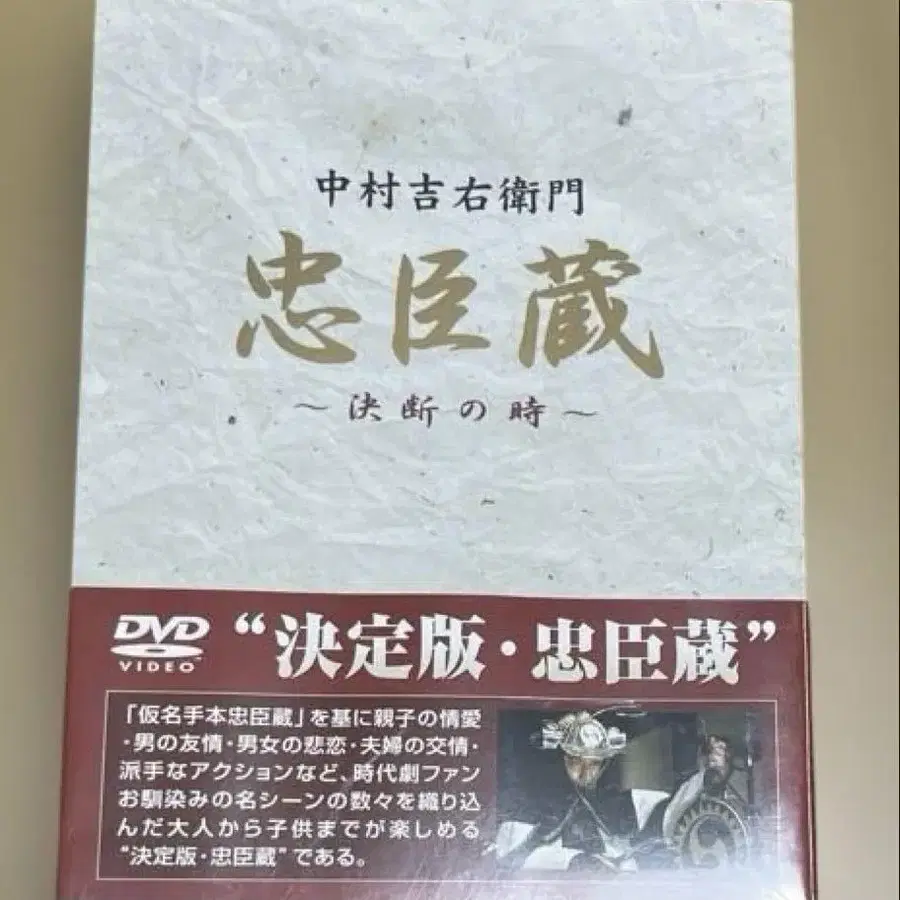 中村吉右衛門
忠臣蔵
～決断の時～
DVD
VIDEO
“決定版・忠臣蔵”
「仮名手本忠臣蔵」を基に親子の情愛
・男の友情・男女の悲恋・夫婦の交情・
派手なアクションなど、時代劇ファン
お馴染みの名シーンの数々を織り込
んだ大人から子供までが楽しめる
“決定版・忠臣蔵”である。